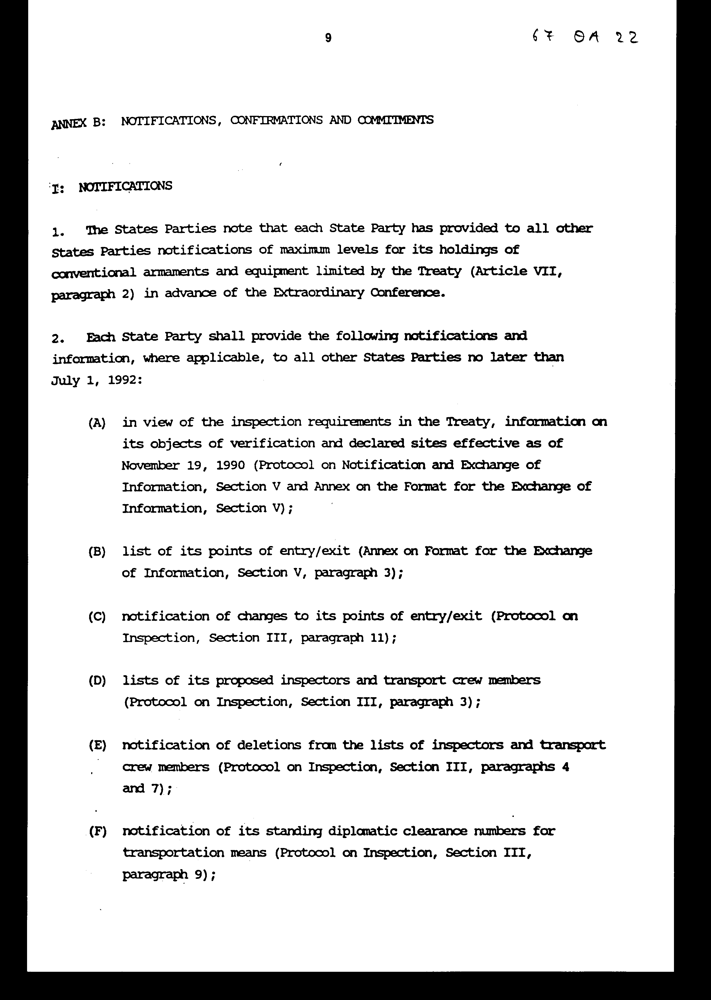 9
67 ΘA 22
ANNEX B: NOTIFICATIONS, CONFIRMATIONS AND COMMITMENTS
I: NOTIFICATIONS
1. The States Parties note that each State Party has provided to all other
States Parties notifications of maximum levels for its holdings of
conventional armaments and equipment limited by the Treaty (Article VII,
paragraph 2) in advance of the Extraordinary Conference.
2. Each State Party shall provide the following notifications and
information, where applicable, to all other States Parties no later than
July 1, 1992:
(A) in view of the inspection requirements in the Treaty, information on
its objects of verification and declared sites effective as of
November 19, 1990 (Protocol on Notification and Exchange of
Information, Section V and Annex on the Format for the Exchange of
Information, Section V);
(B) list of its points of entry/exit (Annex on Format for the Exchange
of Information, Section V, paragraph 3);
(C) notification of changes to its points of entry/exit (Protocol on
Inspection, Section III, paragraph 11);
(D) lists of its proposed inspectors and transport crew members
(Protocol on Inspection, Section III, paragraph 3);
(E) notification of deletions from the lists of inspectors and transport
crew members (Protocol on Inspection, Section III, paragraphs 4
and 7);
(F) notification of its standing diplomatic clearance numbers for
transportation means (Protocol on Inspection, Section III,
paragraph 9);